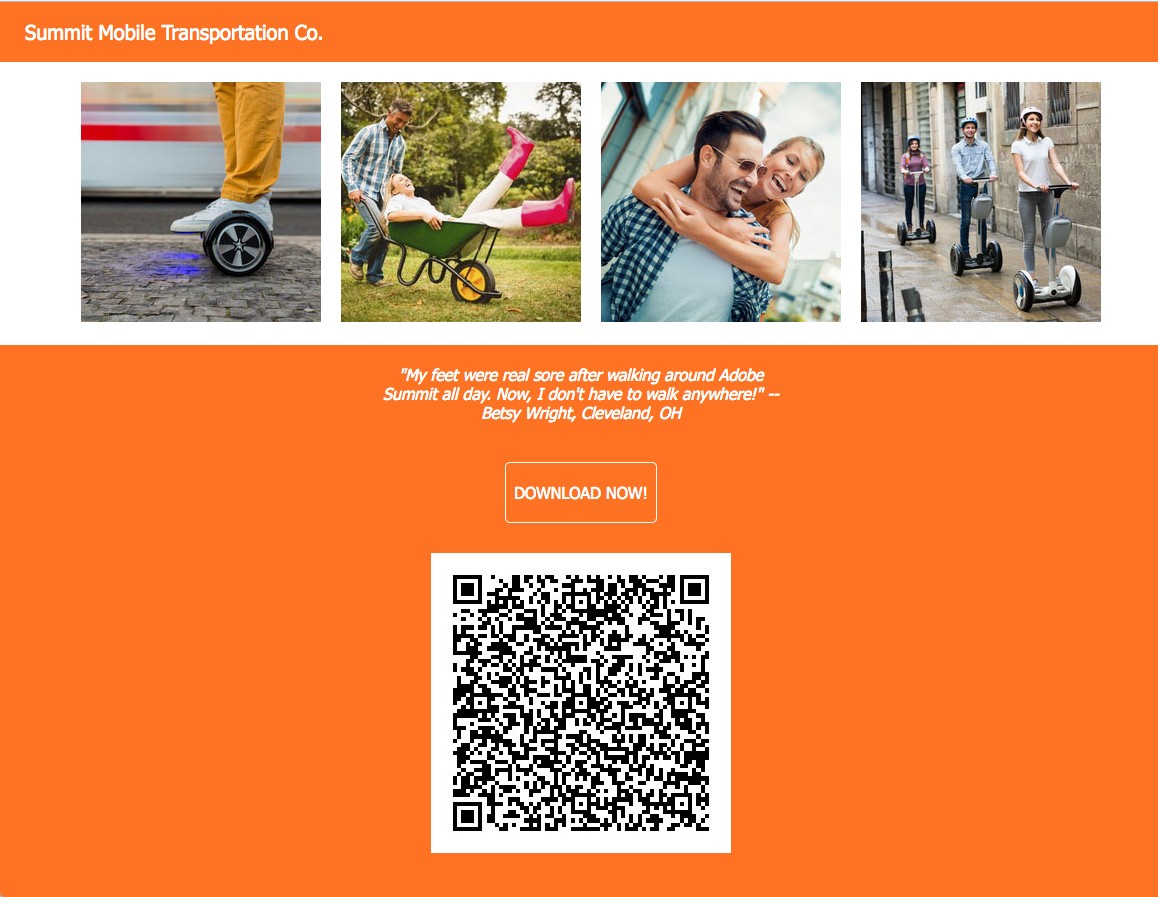 Summit Mobile Transportation Co.
"My feet were real sore after walking around Adobe
Summit all day. Now, I don't have to walk anywhere!" --
Betsy Wright, Cleveland, OH
DOWNLOAD NOW!